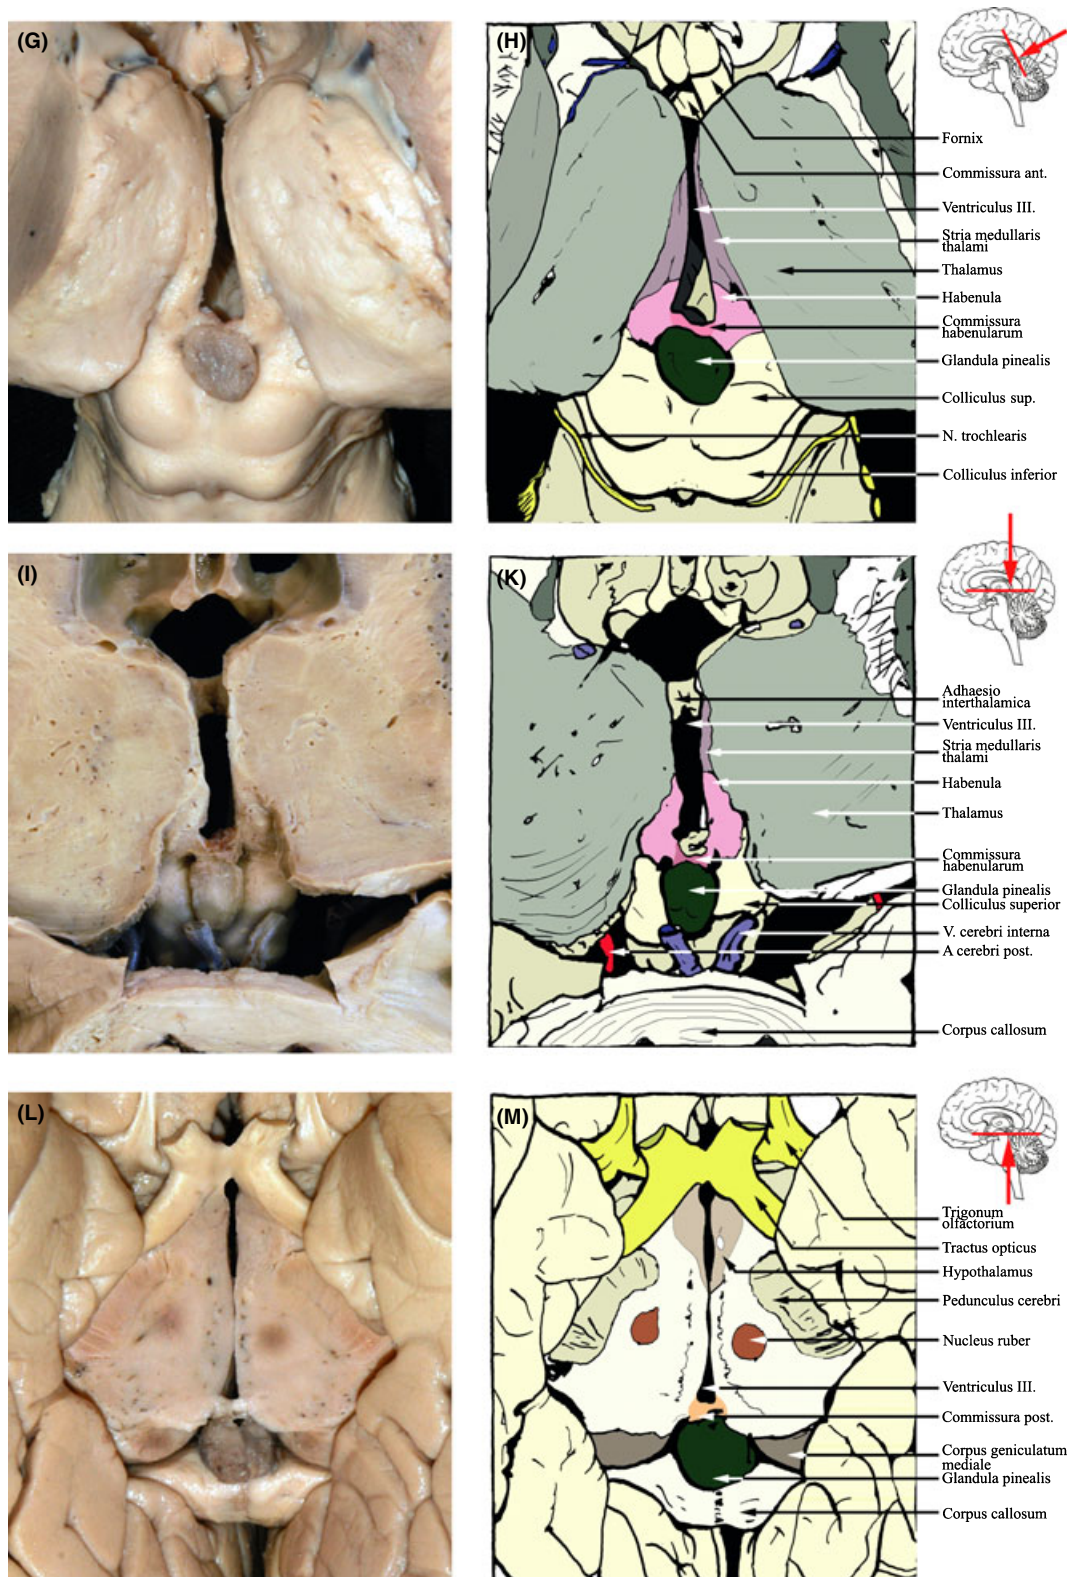 (G)
(H)
Fornix
Commissura ant.
Ventriculus III.
Stria medullaris
thalami
Thalamus
Habenula
Commissura
habenularum
Glandula pinealis
Colliculus sup.
N. trochlearis
Colliculus inferior
(I)
(K)
Adhaesio
interthalamica
Ventriculus III.
Stria medullaris
thalami
Habenula
Thalamus
Commissura
habenularum
Glandula pinealis
Colliculus superior
V. cerebri interna
A cerebri post.
Corpus callosum
(L)
(M)
Trigonum
olfactorium
Tractus opticus
Hypothalamus
Pedunculus cerebri
Nucleus ruber
Ventriculus III.
Commissura post.
Corpus geniculatum
mediale
Glandula pinealis
Corpus callosum